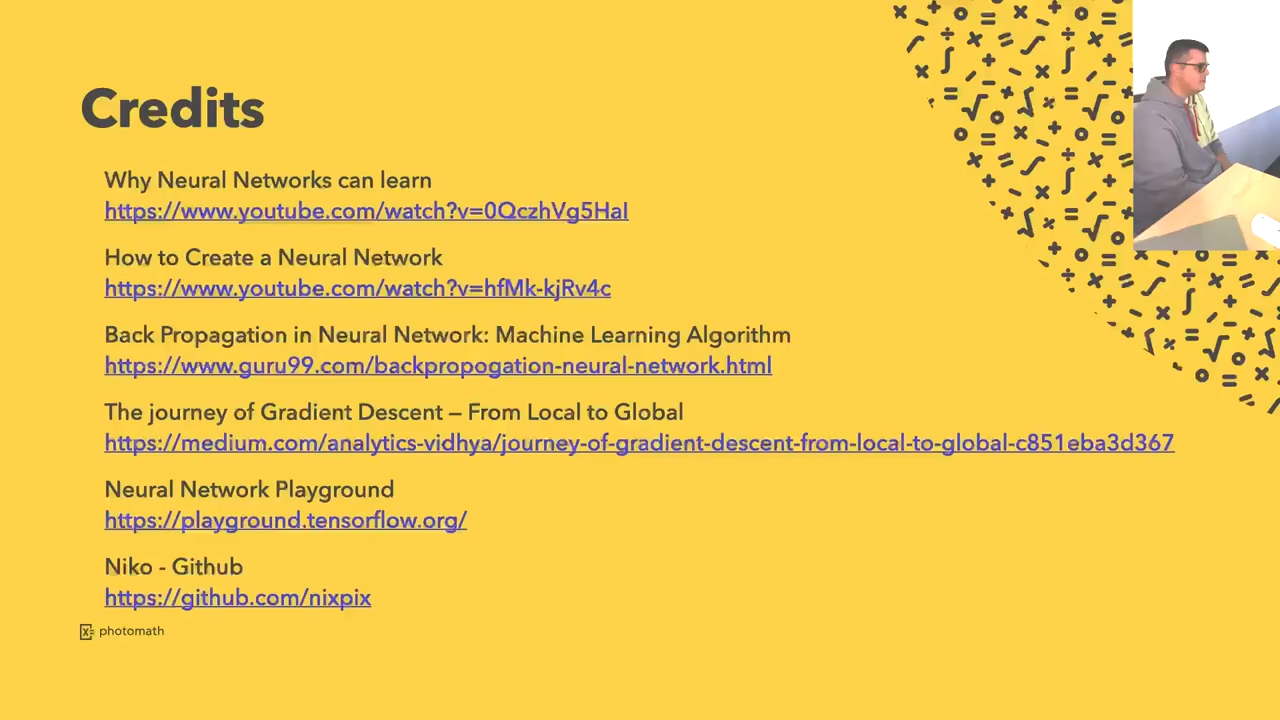 Credits
Why Neural Networks can learn
https://www.youtube.com/watch?v=0QczhVg5HaI
How to Create a Neural Network
https://www.youtube.com/watch?v=hfMk-kjRv4c
Back Propagation in Neural Network: Machine Learning Algorithm
https://www.guru99.com/backpropogation-neural-network.html
The journey of Gradient Descent – From Local to Global
https://medium.com/analytics-vidhya/journey-of-gradient-descent-from-local-to-global-c851eba3d367
Neural Network Playground
https://playground.tensorflow.org/
Niko - Github
https://github.com/nixpix
photomath